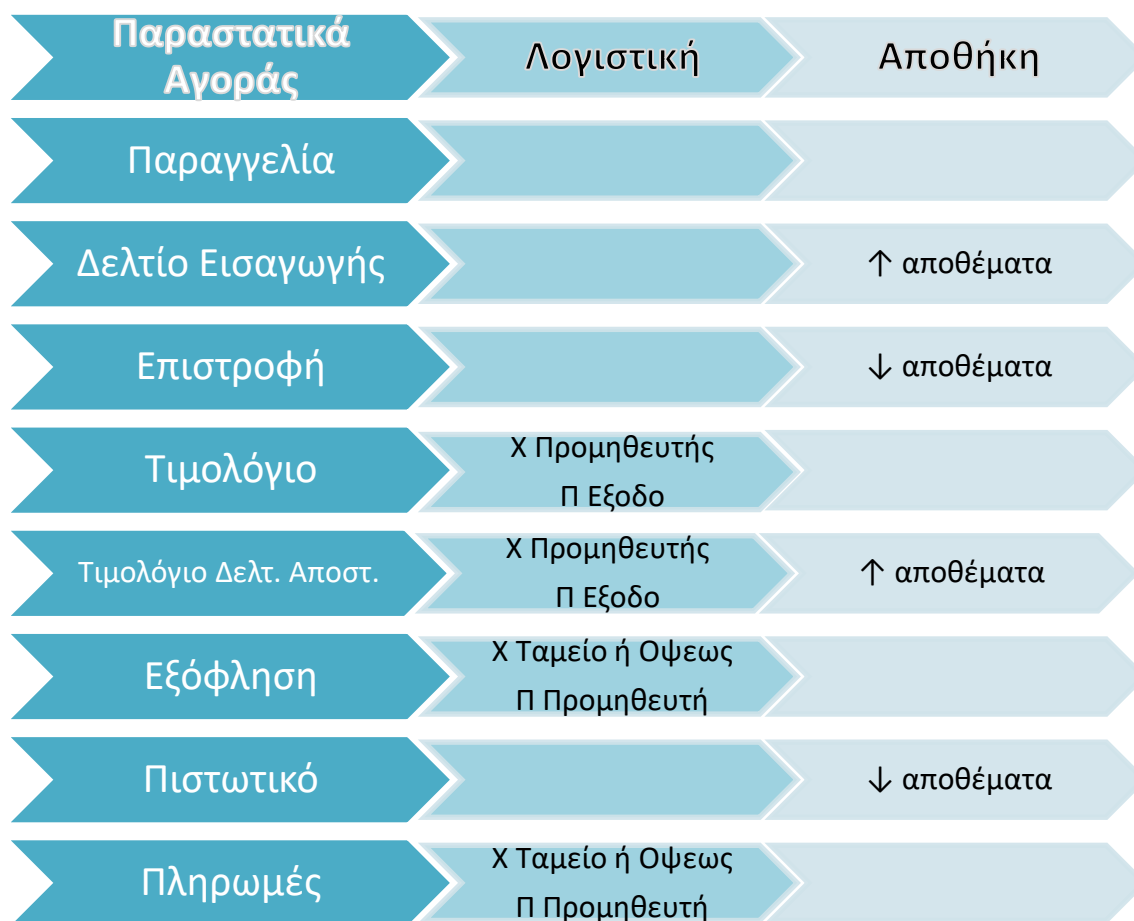 Παραστατικά
Αγοράς
Λογιστική
Αποθήκη
Παραγγελία
Δελτίο Εισαγωγής
↑ αποθέματα
Επιστροφή
↓ αποθέματα
Τιμολόγιο
Χ Προμηθευτής
Π Εξοδο
Τιμολόγιο Δελτ. Αποστ.
Χ Προμηθευτής
Π Εξοδο
↑ αποθέματα
Εξόφληση
Χ Ταμείο ή Οψεως
Π Προμηθευτή
Πιστωτικό
↓ αποθέματα
Πληρωμές
Χ Ταμείο ή Οψεως
Π Προμηθευτή